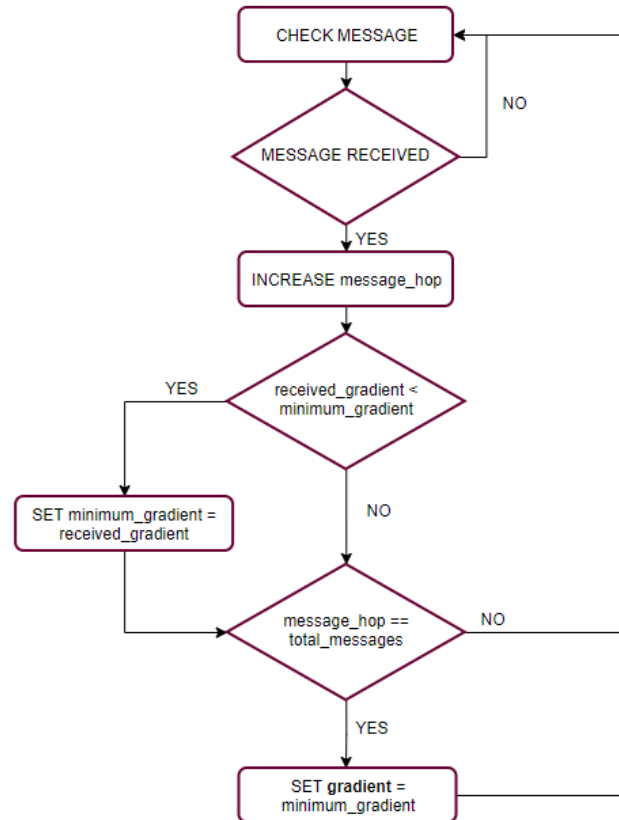 CHECK MESSAGE
NO
MESSAGE RECEIVED
YES
INCREASE message_hop
YES
received_gradient <
minimum_gradient
SET minimum_gradient =
received_gradient
NO
message_hop ==
total_messages
NO
YES
SET gradient =
minimum_gradient